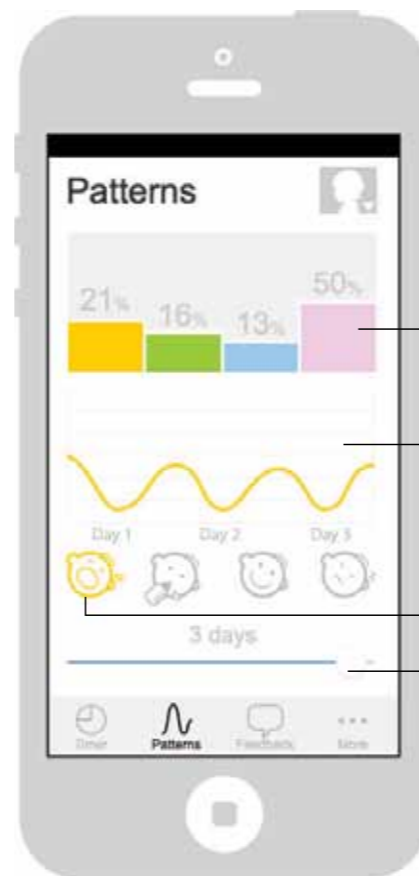 Patterns
21% 16% 13% 50%
Day 1 Day 2 Day 3
3 days
Timer Patterns Feedback More